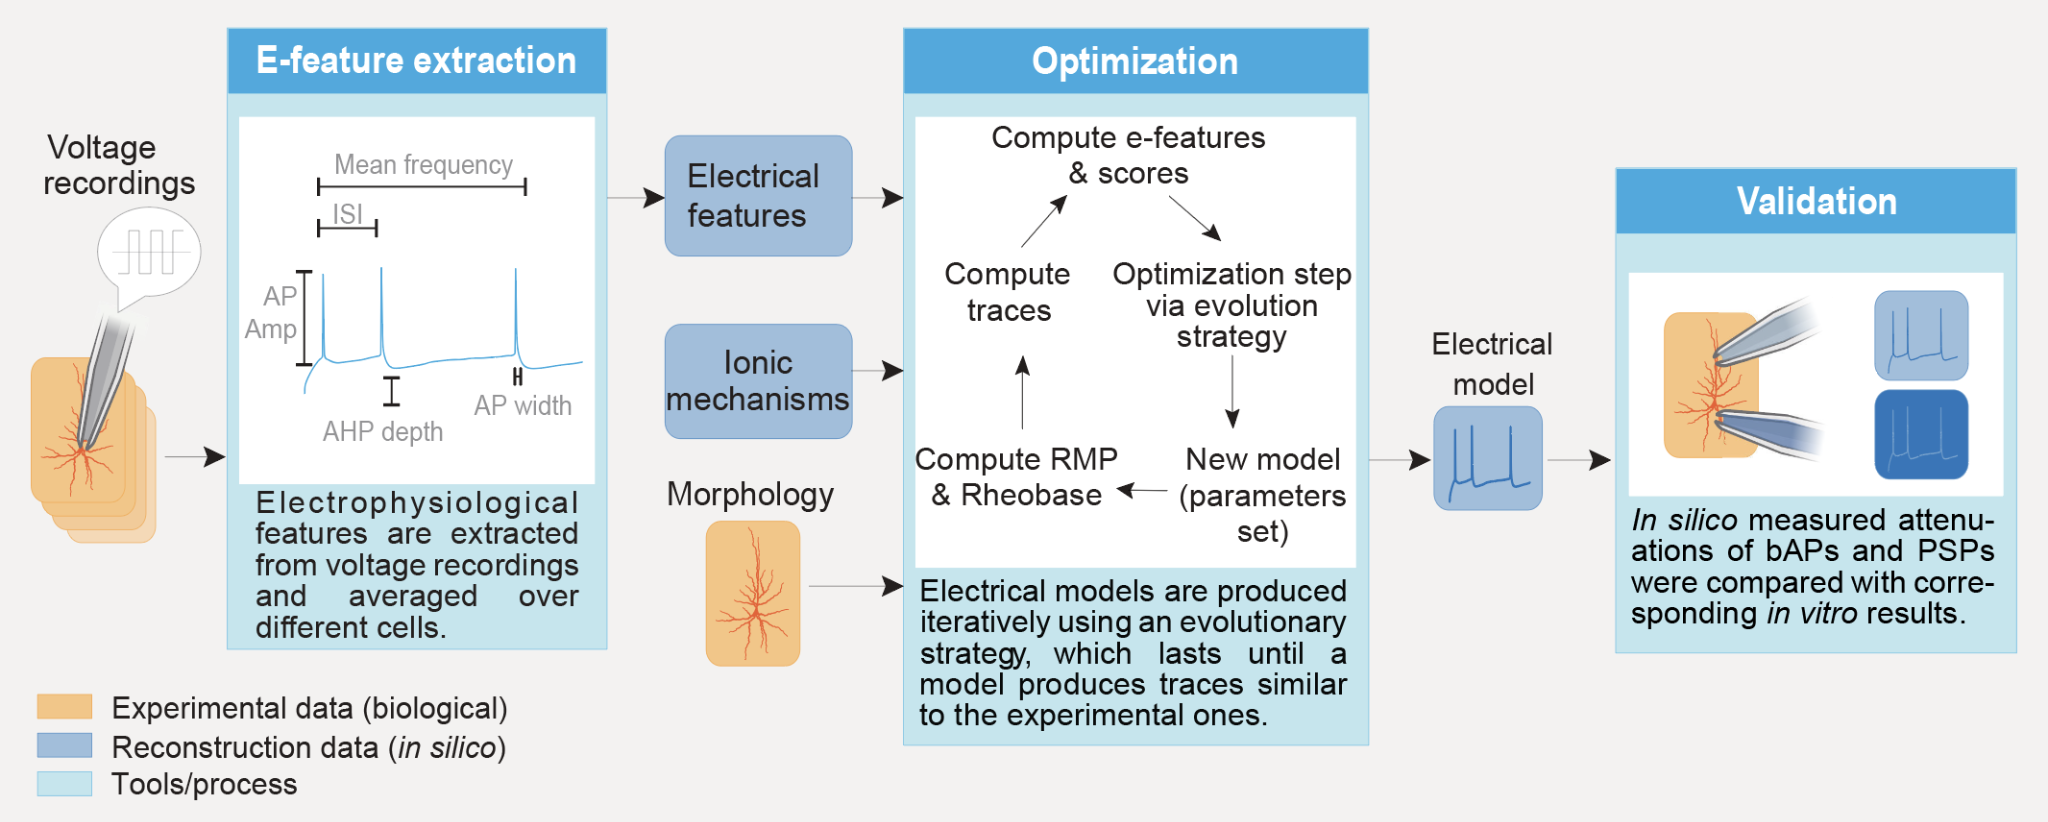 E-feature extraction
Voltage
recordings
Mean frequency
ISI
AP
Amp
AHP depth
AP width
Electrophysiological
features are extracted
from voltage recordings
and averaged over
different cells.
Electrical
features
Ionic
mechanisms
Morphology
Optimization
Compute e-features
& scores
Compute
traces
Optimization step
via evolution
strategy
Compute RMP
& Rheobase
New model
(parameters
set)
Electrical models are produced
iteratively using an evolutionary
strategy, which lasts until a
model produces traces similar
to the experimental ones.
Electrical
model
Validation
In silico measured attenu-
ations of bAPs and PSPs
were compared with corre-
sponding in vitro results.
Experimental data (biological)
Reconstruction data (in silico)
Tools/process